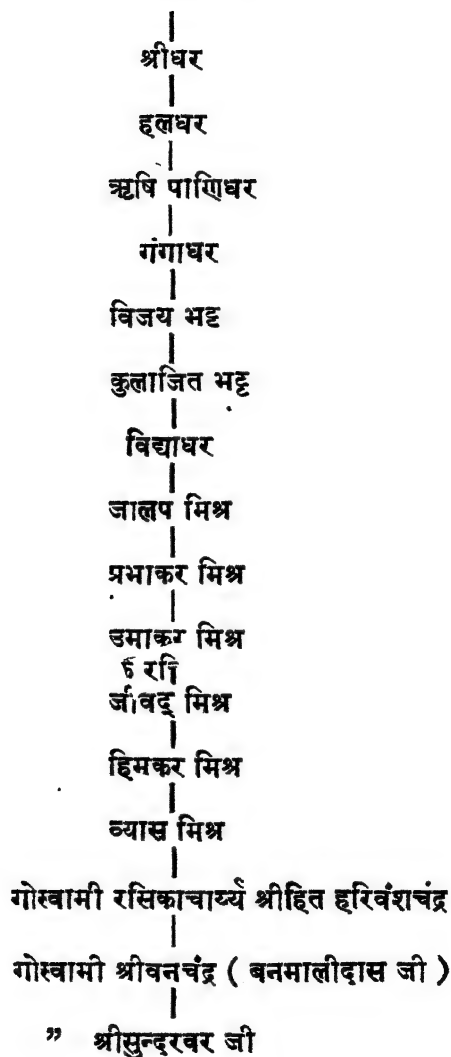 श्रीधर
हलधर
ऋषि पाणिधर
गंगाधर
विजय भट्ट
कुलाजित भट्ट
विद्याधर
जालप मिश्र
प्रभाकर मिश्र
उमाकर मिश्र
जीवद् मिश्र
हिमकर मिश्र
व्यास मिश्र
गोस्वामी रसिकाचार्य्य श्रीहित हरिवंशचंद्र
गोस्वामी श्रीवनचंद्र ( बनमालीदास जी )
” श्रीसुन्दरवर जी